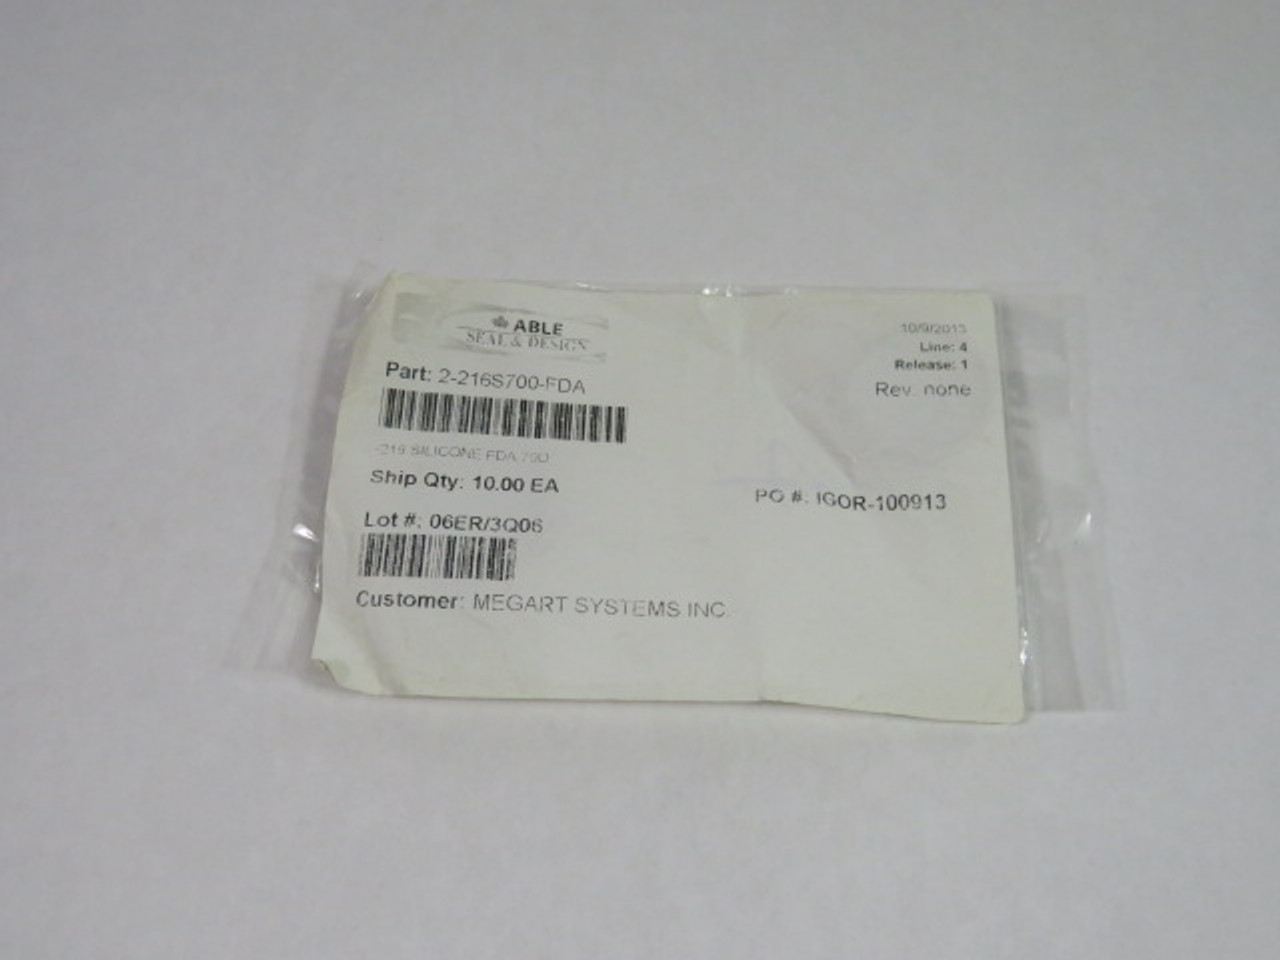 ABLE
SEAL & DESIGN
10/9/2013
Line: 4
Release: 1
Rev. none
Part: 2-216S700-FDA
-216 SILICONE FDA 70D
Ship Qty: 10.00 EA
PO #. IGOR-100913
Lot #: 06ER/3Q06
Customer: MEGART SYSTEMS INC.